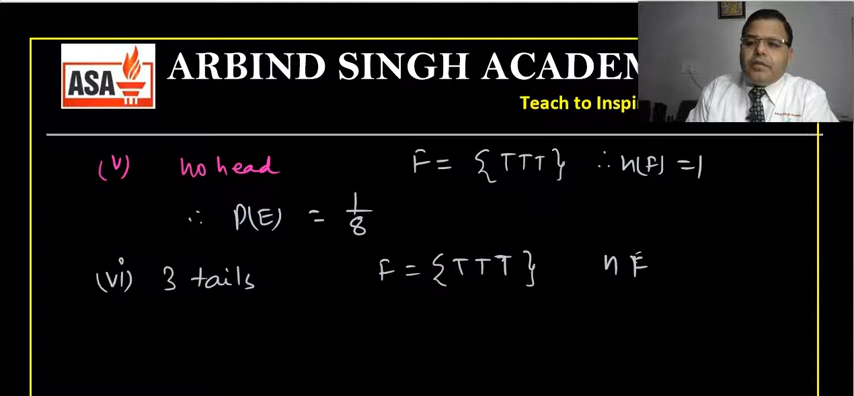 ASA
ARBIND SINGH ACADEM
Teach to Inspi
(v) no head F = {TTT} ∴ n(F) = 1
∴ P(E) = 1/8
(vi) 3 tails F = {TTT} n F